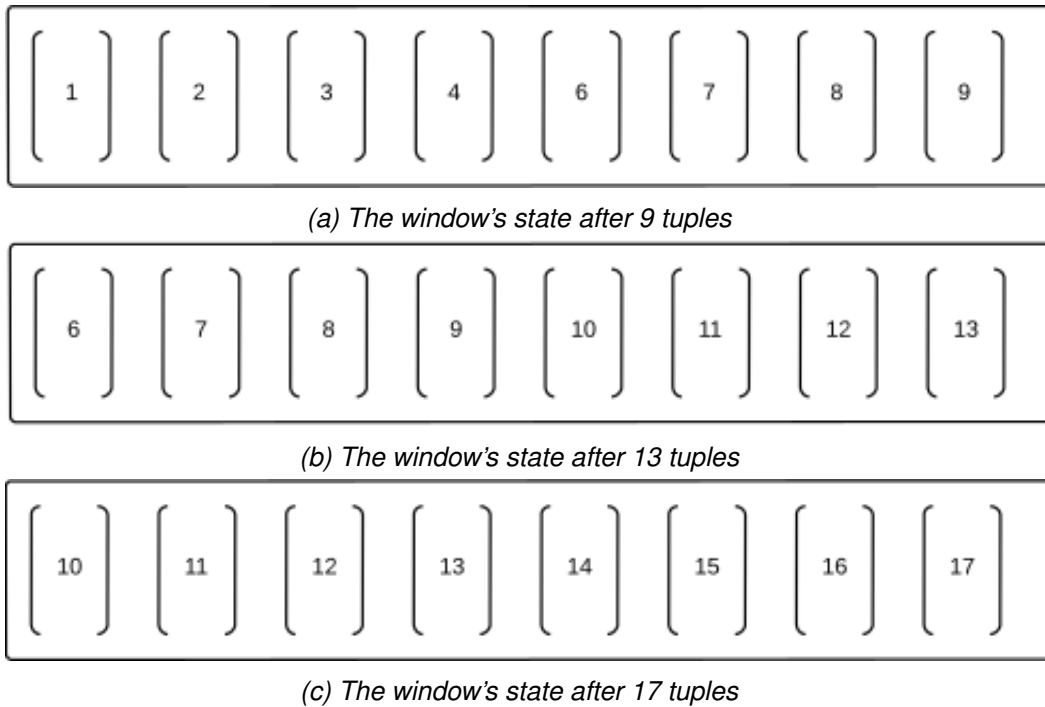 1 2 3 4 6 7 8 9
(a) The window's state after 9 tuples
6 7 8 9 10 11 12 13
(b) The window's state after 13 tuples
10 11 12 13 14 15 16 17
(c) The window's state after 17 tuples